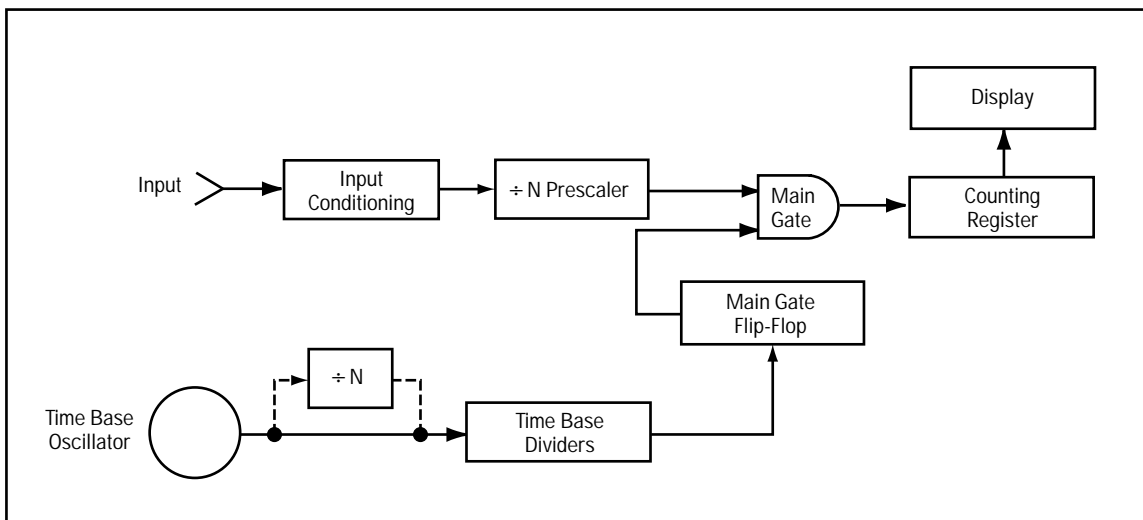 Display
Input
Input
Conditioning
÷ N Prescaler
Main
Gate
Counting
Register
Main Gate
Flip-Flop
÷ N
Time Base
Oscillator
Time Base
Dividers